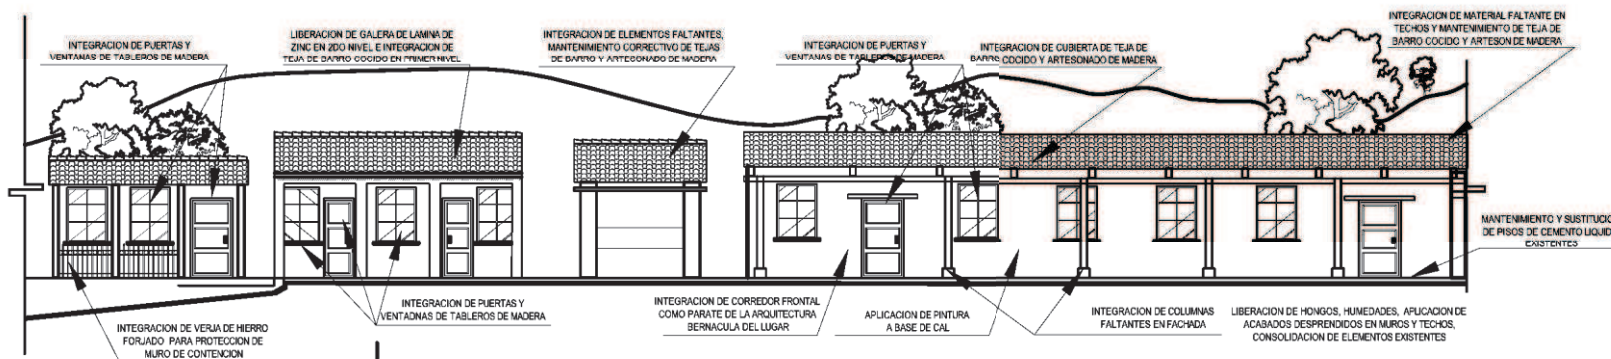 INTEGRACION DE PUERTAS Y
VENTANAS DE TABLEROS DE MADERA
LIBERACION DE GALERA DE LAMINA DE
ZINC EN 2DO NIVEL E INTEGRACION DE
TEJA DE BARRO COCIDO EN PRIMER NIVEL
INTEGRACION DE ELEMENTOS FALTANTES,
MANTENIMIENTO CORRECTIVO DE TEJAS
DE BARRO Y ARTESONADO DE MADERA
INTEGRACION DE PUERTAS Y
VENTANAS DE TABLEROS DE MADERA
INTEGRACION DE CUBIERTA DE TEJA DE
BARRO COCIDO Y ARTESONADO DE MADERA
INTEGRACION DE MATERIAL FALTANTE EN
TECHOS Y MANTENIMIENTO DE TEJA DE
BARRO COCIDO Y ARTESON DE MADERA
MANTENIMIENTO Y SUSTITUCIO
DE PISOS DE CEMENTO LIQUID
EXISTENTES
INTEGRACION DE VERJA DE HIERRO
FORJADO PARA PROTECCION DE
MURO DE CONTENCION
INTEGRACION DE PUERTAS Y
VENTADNAS DE TABLEROS DE MADERA
INTEGRACION DE CORREDOR FRONTAL
COMO PARATE DE LA ARQUITECTURA
BERNACULA DEL LUGAR
APLICACION DE PINTURA
A BASE DE CAL
INTEGRACION DE COLUMNAS
FALTANTES EN FACHADA
LIBERACION DE HONGOS, HUMEDADES, APLICACION DE
ACABADOS DESPRENDIDOS EN MUROS Y TECHOS,
CONSOLIDACION DE ELEMENTOS EXISTENTES